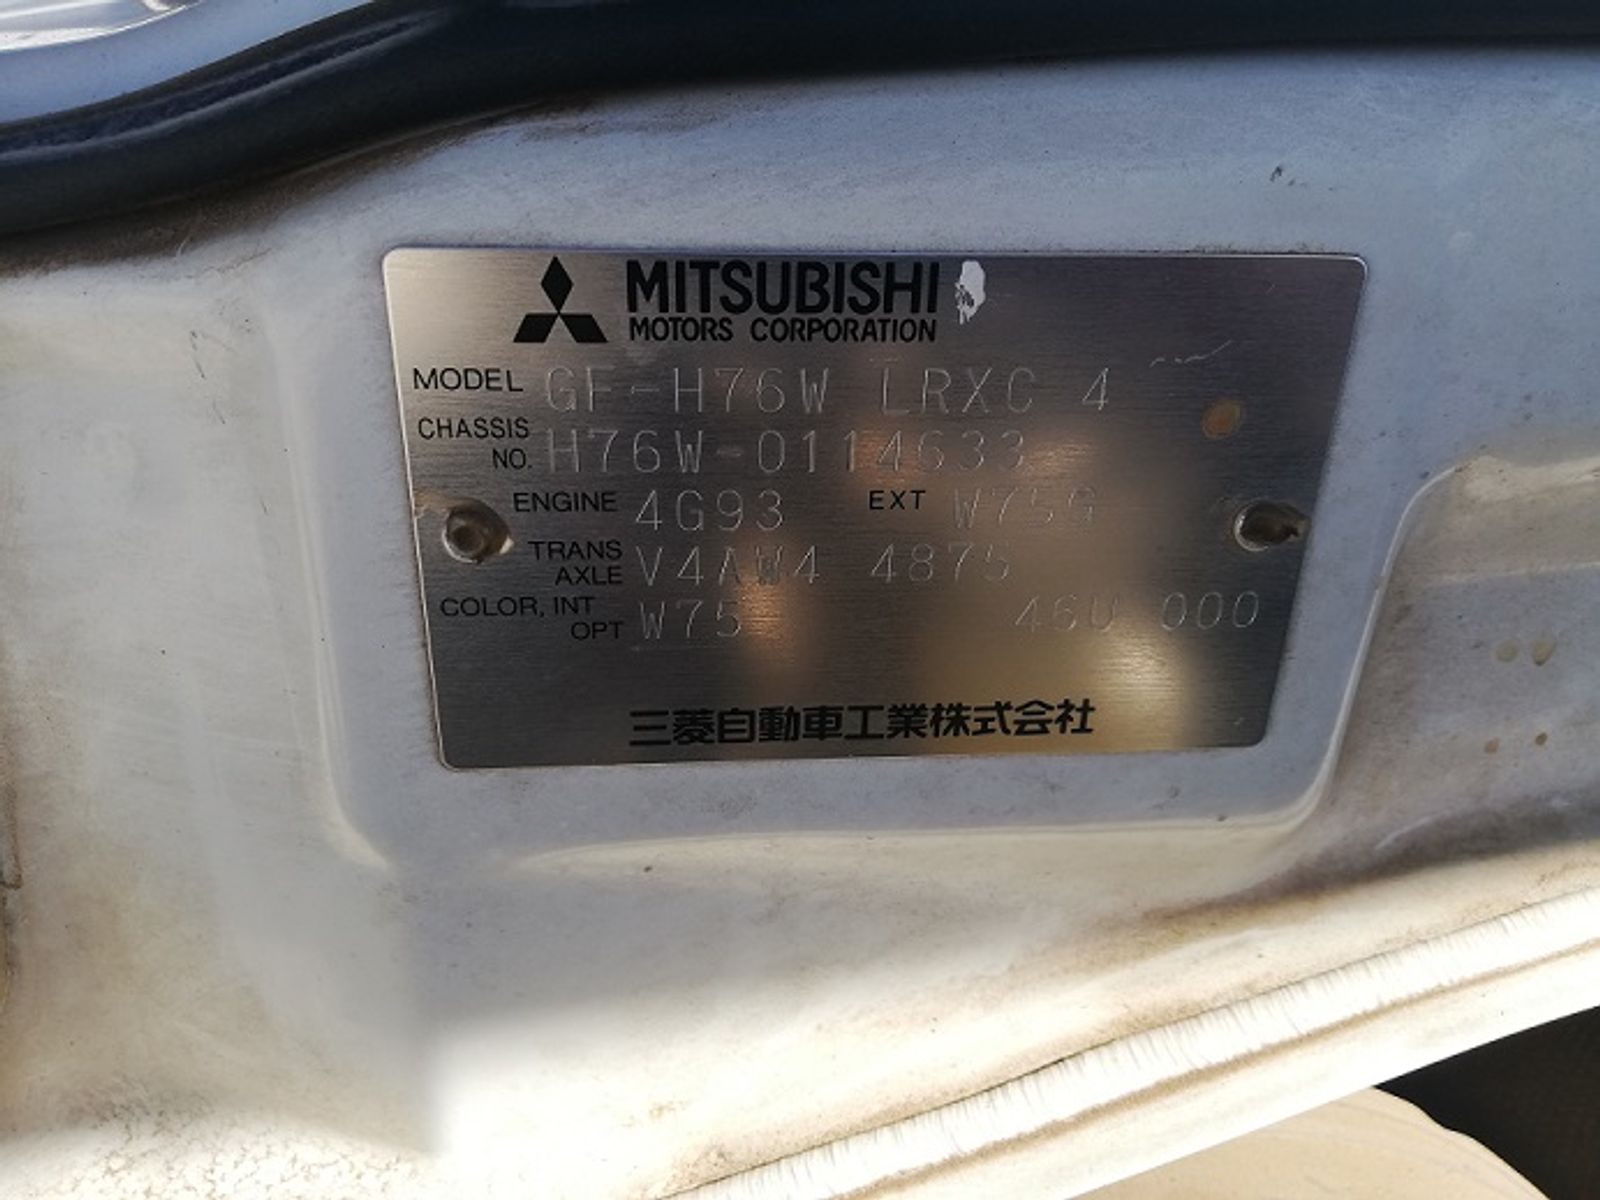 MITSUBISHI
MOTORS CORPORATION
MODEL GF-H76W LRXC 4
CHASSIS NO. H76W-0114633
ENGINE 4G93 EXT W75G
TRANS AXLE V4AW4 4875
COLOR, INT OPT W75 46U 000
三菱自動車工業株式会社